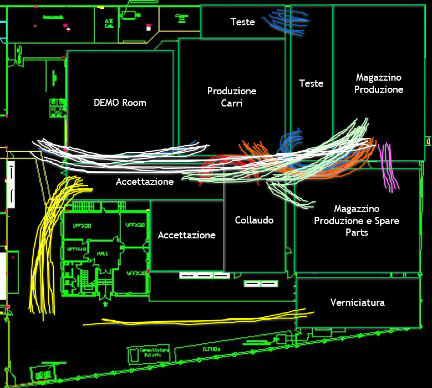 Teste
DEMO Room
Produzione
Carri
Teste
Magazzino
Produzione
Accettazione
Accettazione
Collaudo
Magazzino
Produzione e Spare
Parts
HALL
Verniciatura